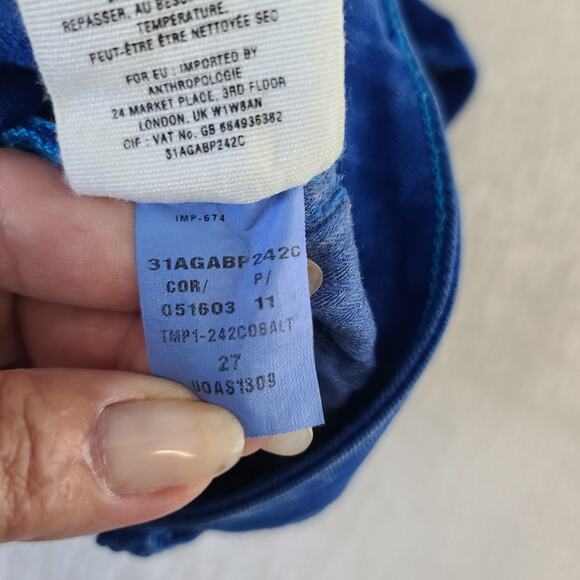 REPASSER, AU BESOIN
TEMPERATURE.
PEUT-ÊTRE ÊTRE NETTOYÉE SEC
FOR EU : IMPORTED BY
ANTHROPOLOGIE
24 MARKET PLACE, 3RD FLOOR
LONDON, UK W1W8AN
CIF : VAT No. GB 684936382
31AGABP242C
IMP-674
31AGABP242C
COR/ P/
051603 11
TMP1-242COBALT
27
UOAS1309